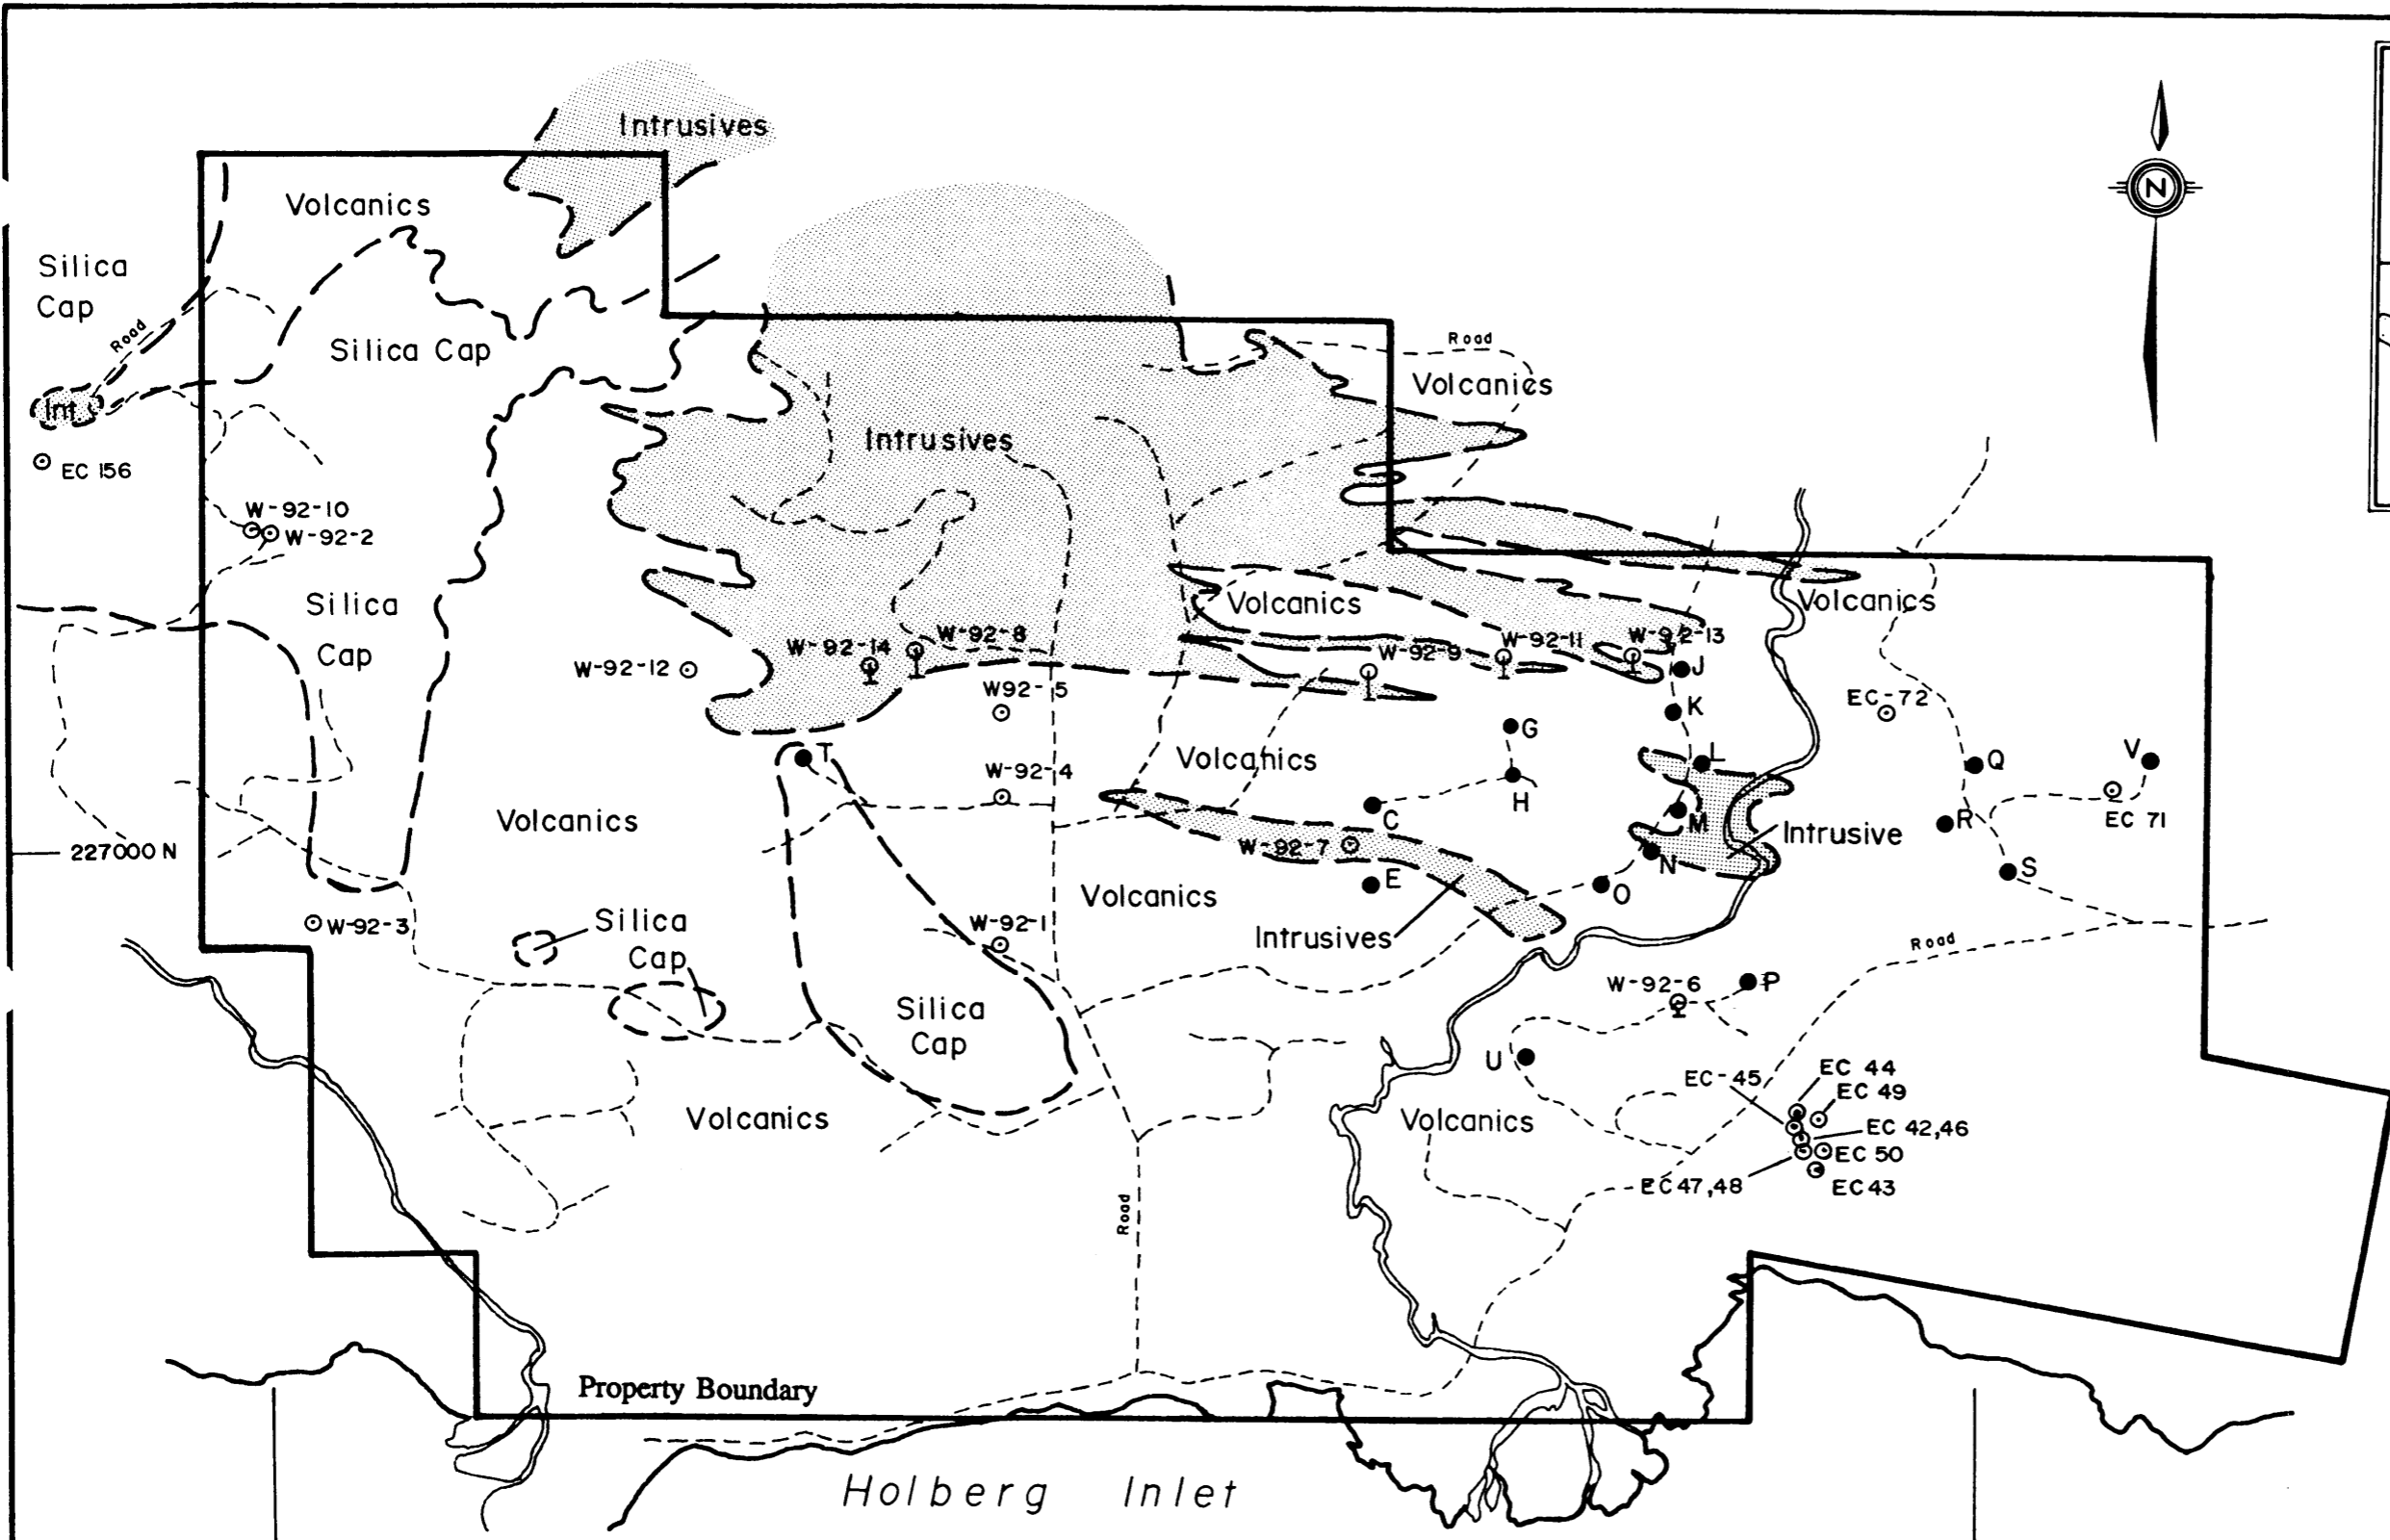 Intrusives
N
Volcanics
Silica
Cap
Road
Silica Cap
Road
Volcanics
Int.
Intrusives
EC 156
W-92-10
W-92-2
Silica
Cap
Volcanics
Volcanics
W-92-14
W-92-8
W-92-9
W-92-11
W-92-13
W-92-12
J
W92-5
K
EC-72
G
T
Volcanics
L
Q
V
W-92-4
H
C
M
R
EC 71
Volcanics
Intrusive
227000 N
W-92-7
N
E
O
S
Volcanics
W-92-3
Silica
Cap
W-92-1
Intrusives
Road
W-92-6
P
Silica
Cap
U
EC-45
EC 44
EC 49
Volcanics
Volcanics
EC 42,46
EC 50
EC47,48
EC43
Road
Property Boundary
Holberg Inlet